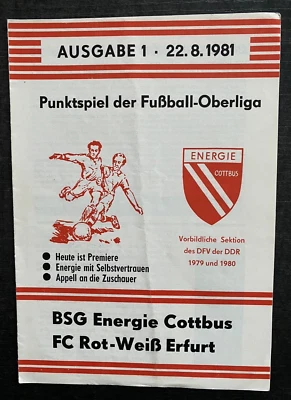 AUSGABE 1 · 22.8.1981
Punktspiel der Fußball-Oberliga
ENERGIE
COTTBUS
Vorbildliche Sektion
des DFV der DDR
1979 und 1980
● Heute ist Premiere
● Energie mit Selbstvertrauen
● Appell an die Zuschauer
BSG Energie Cottbus
FC Rot-Weiß Erfurt